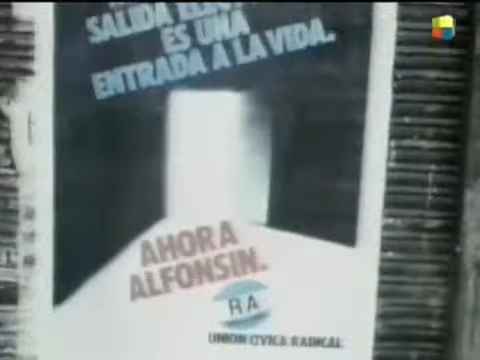 SALIDA
ES UNA
ENTRADA A LA VIDA.
AHORA
ALFONSIN.
RA
UNION CIVICA RADICAL